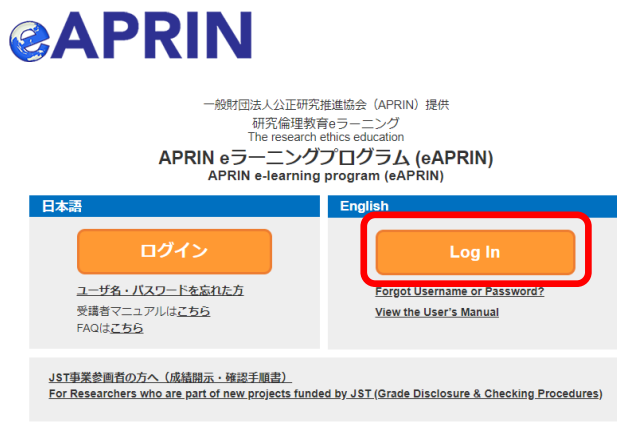 eAPRIN
一般財団法人公正研究推進協会（APRIN）提供
研究倫理教育eラーニング
The research ethics education
APRIN eラーニングプログラム (eAPRIN)
APRIN e-learning program (eAPRIN)
日本語
ログイン
ユーザ名・パスワードを忘れた方
受講者マニュアルはこちら
FAQはこちら
English
Log In
Forgot Username or Password?
View the User's Manual
JST事業参画者の方へ（成績開示・確認手順書）
For Researchers who are part of new projects funded by JST (Grade Disclosure & Checking Procedures)